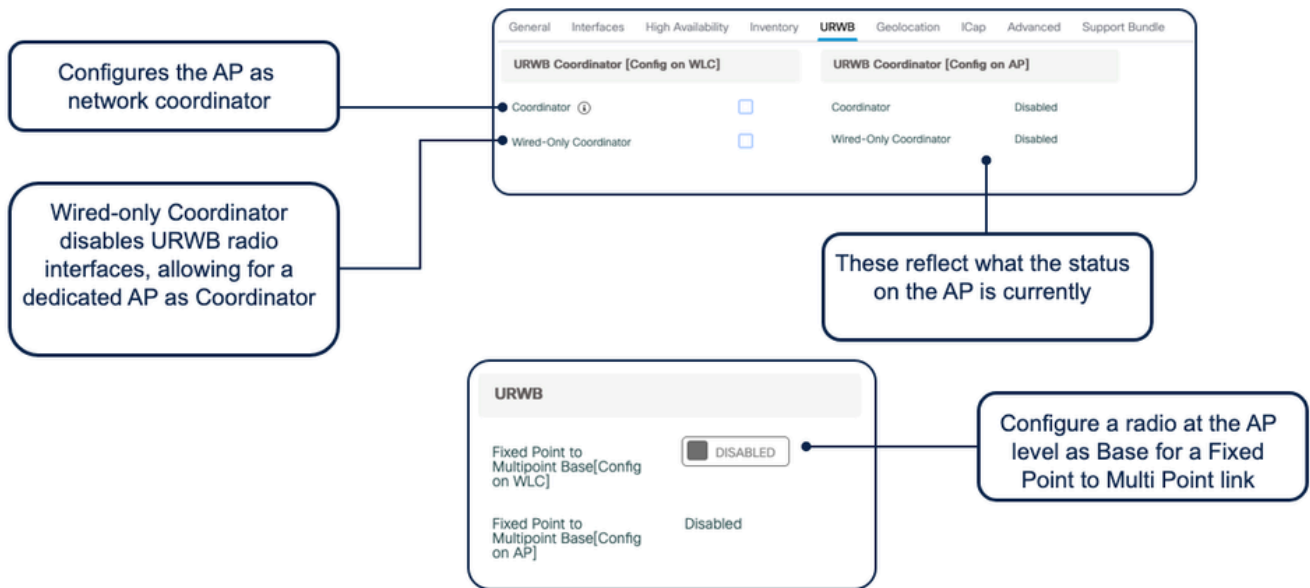 General Interfaces High Availability Inventory URWB Geolocation ICap Advanced Support Bundle
URWB Coordinator [Config on WLC]
URWB Coordinator [Config on AP]
Coordinator
Coordinator Disabled
Wired-Only Coordinator
Wired-Only Coordinator Disabled
Configures the AP as
network coordinator
Wired-only Coordinator
disables URWB radio
interfaces, allowing for a
dedicated AP as Coordinator
These reflect what the status
on the AP is currently
URWB
Fixed Point to
Multipoint Base[Config
on WLC]
DISABLED
Fixed Point to
Multipoint Base[Config
on AP]
Disabled
Configure a radio at the AP
level as Base for a Fixed
Point to Multi Point link